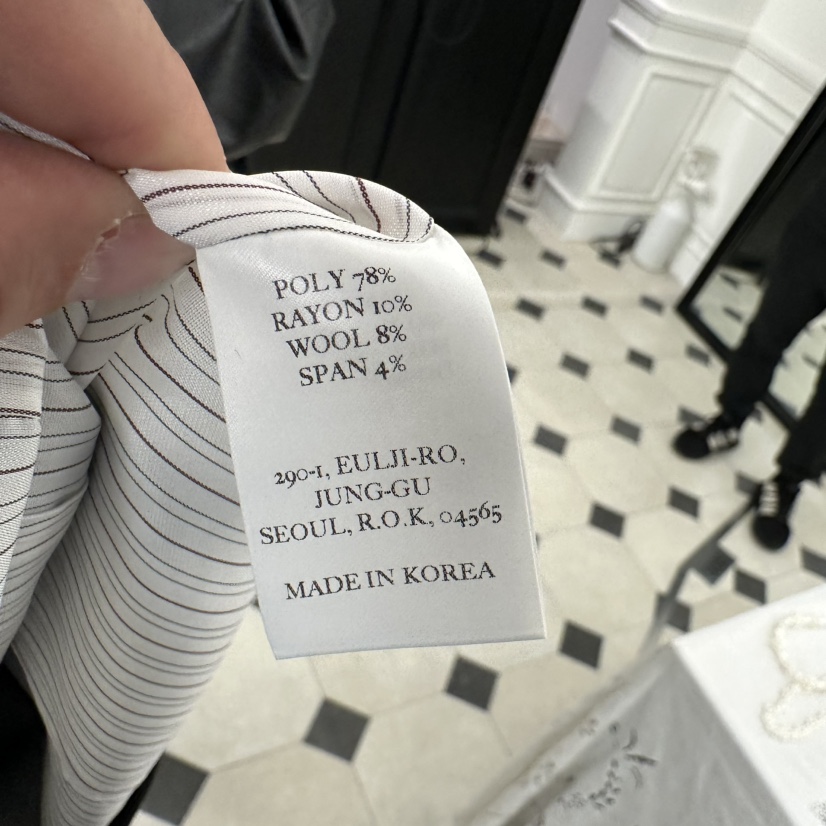 POLY 78%
RAYON 10%
WOOL 8%
SPAN 4%
290-1, EULJI-RO,
JUNG-GU
SEOUL, R.O.K, 04565
MADE IN KOREA